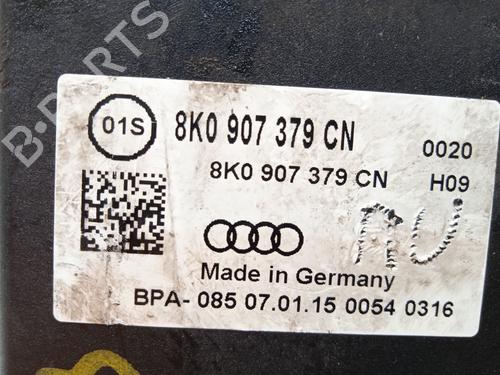 B-PARTS
01S
8K0 907 379 CN
0020
8K0 907 379 CN
H09
Made in Germany
BPA- 085 07.01.15 0054 0316